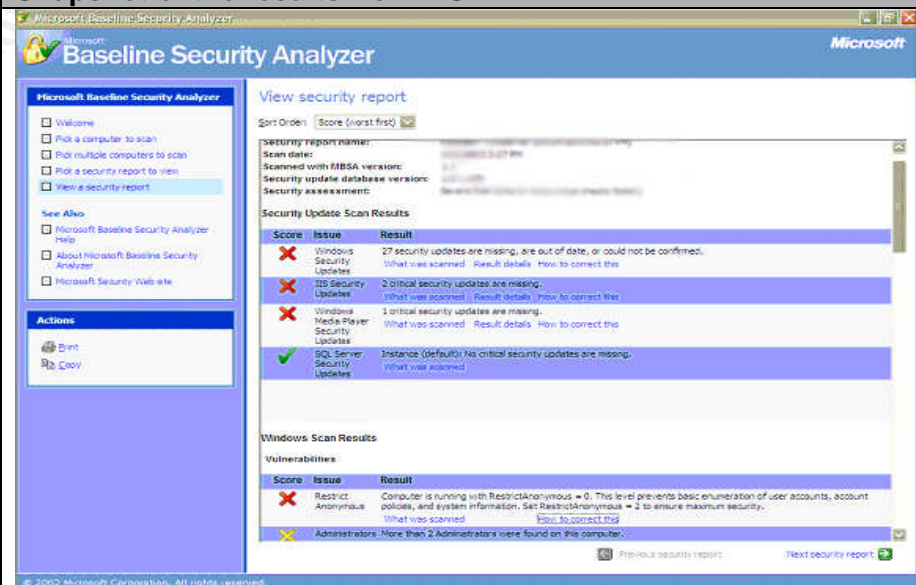 Microsoft Baseline Security Analyzer
Microsoft
Baseline Security Analyzer
Microsoft
Microsoft Baseline Security Analyzer
Welcome
Pick a computer to scan
Pick multiple computers to scan
Pick a security report to view
View a security report
See Also
Microsoft Baseline Security Analyzer
Help
About Microsoft Baseline Security
Analyzer
Microsoft Security Web site
Actions
Print
Copy
View security report
Sort Order: Score (worst first)
Security report name:
Scan date:
Scanned with MBSA version:
Security update database version:
Security assessment:
Security Update Scan Results
Score Issue Result
Windows Security Updates
27 security updates are missing, are out of date, or could not be confirmed.
What was scanned Result details How to correct this
IIS Security Updates
2 critical security updates are missing.
What was scanned Result details How to correct this
Windows Media Player Security Updates
1 critical security updates are missing.
What was scanned Result details How to correct this
SQL Server Security Updates
Instance (default): No critical security updates are missing.
What was scanned
Windows Scan Results
Vulnerabilities
Score Issue Result
Restrict Anonymous
Computer is running with RestrictAnonymous = 0. This level prevents basic enumeration of user accounts, account
policies, and system information. Set RestrictAnonymous = 2 to ensure maximum security.
What was scanned How to correct this
Administrators More than 2 Administrators were found on this computer.
Previous security report Next security report
© 2002 Microsoft Corporation. All rights reserved.